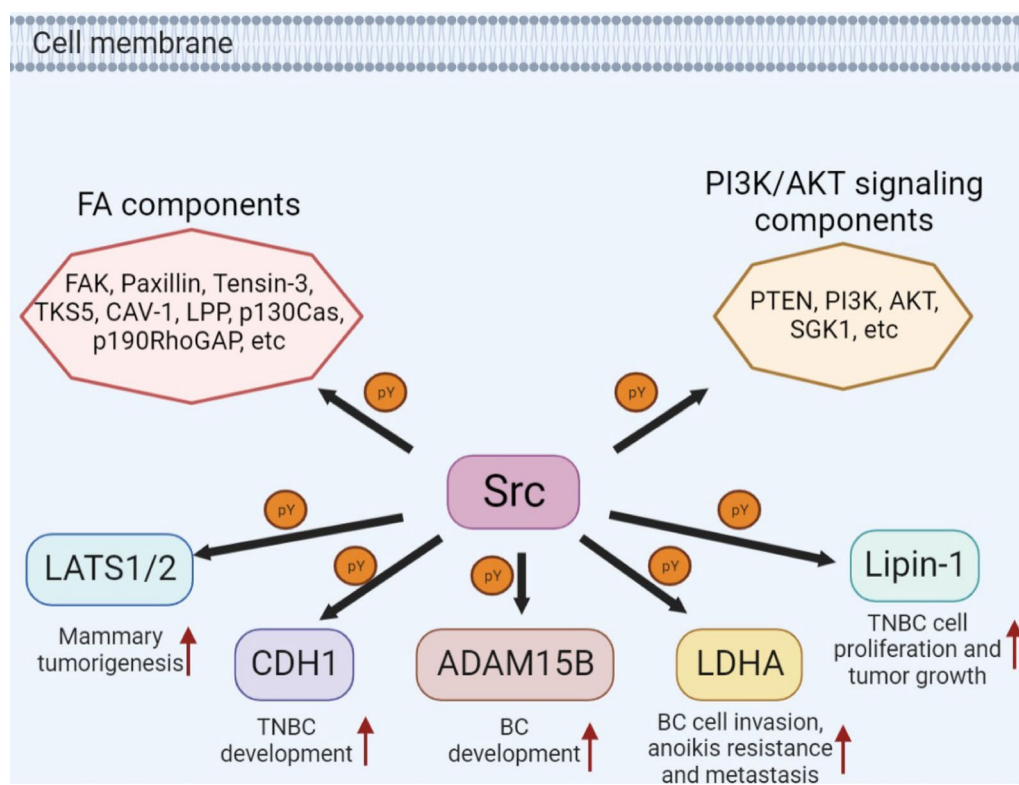 Cell membrane
FA components
FAK, Paxillin, Tensin-3,
TKS5, CAV-1, LPP, p130Cas,
p190RhoGAP, etc
PI3K/AKT signaling
components
PTEN, PI3K, AKT,
SGK1, etc
pY
pY
Src
pY
pY
pY
pY
pY
LATS1/2
Mammary
tumorigenesis
CDH1
TNBC
development
ADAM15B
BC
development
LDHA
BC cell invasion,
anoikis resistance
and metastasis
Lipin-1
TNBC cell
proliferation and
tumor growth